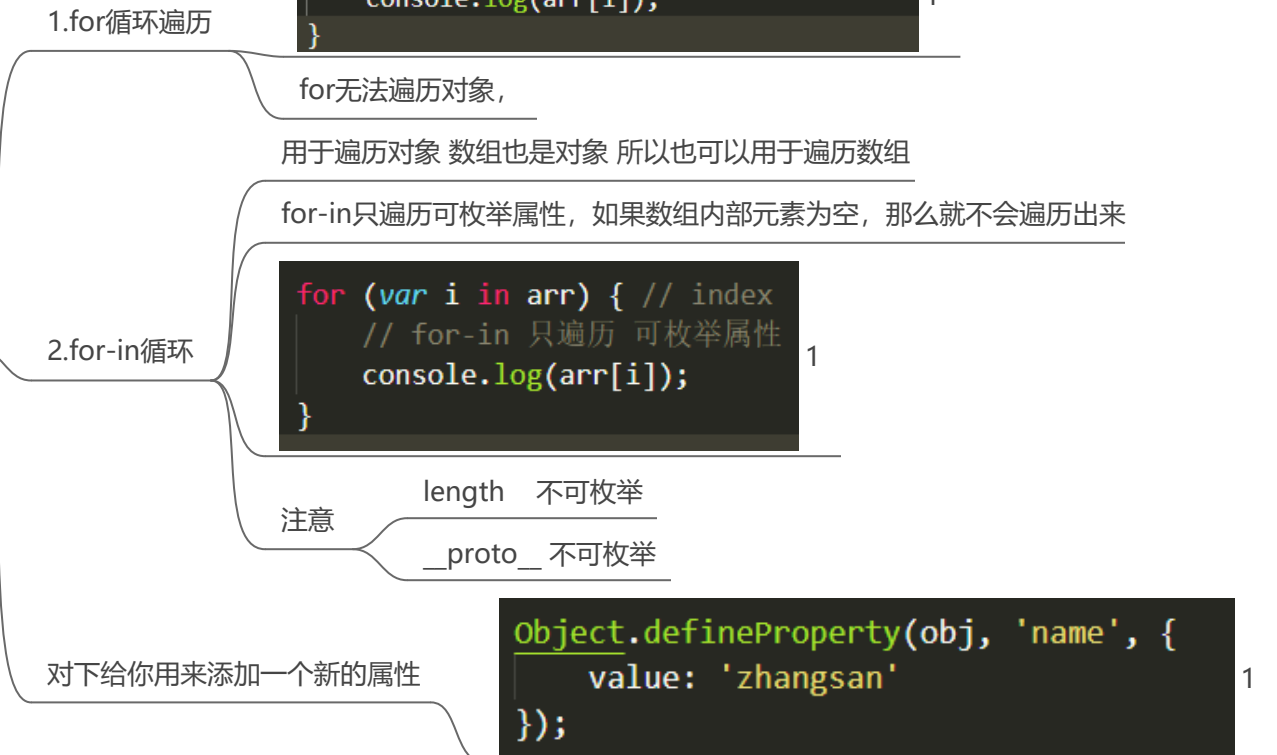 1.for循环遍历
console.log(arr[i]);
}
1
for无法遍历对象，
2.for-in循环
用于遍历对象 数组也是对象 所以也可以用于遍历数组
for-in只遍历可枚举属性，如果数组内部元素为空，那么就不会遍历出来
for (var i in arr) { // index
// for-in 只遍历 可枚举属性
console.log(arr[i]);
}
1
注意
length 不可枚举
__proto__ 不可枚举
对下给你用来添加一个新的属性
Object.defineProperty(obj, 'name', {
value: 'zhangsan'
});
1